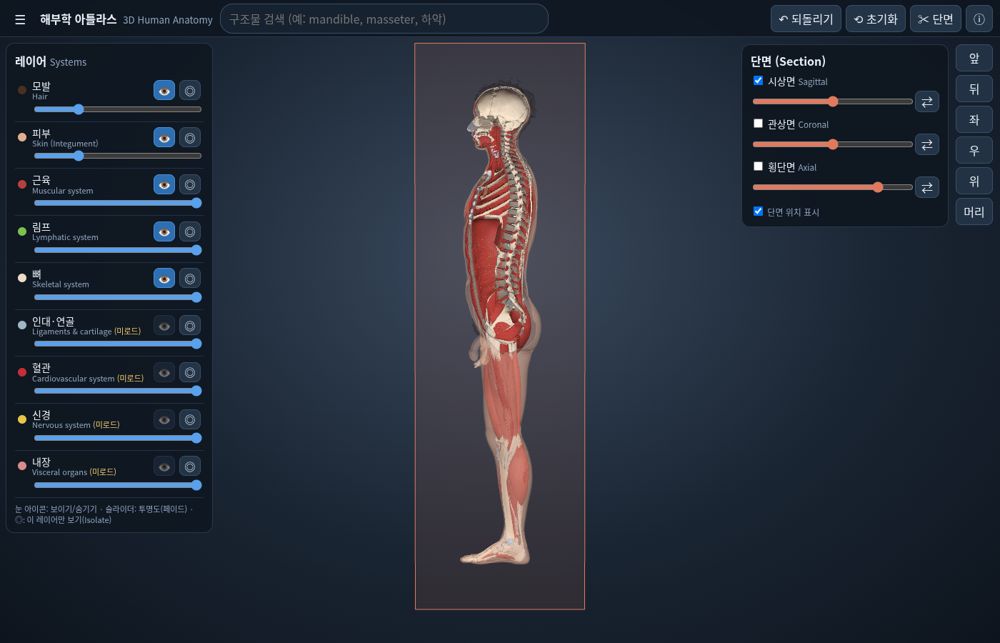 ☰ 해부학 아틀라스 3D Human Anatomy 구조물 검색 (예: mandible, masseter, 하악) ↶ 되돌리기 ⟲ 초기화 ✂ 단면 ⓘ
레이어 Systems
모발
Hair
피부
Skin (Integument)
근육
Muscular system
림프
Lymphatic system
뼈
Skeletal system
인대·연골
Ligaments & cartilage (미로드)
혈관
Cardiovascular system (미로드)
신경
Nervous system (미로드)
내장
Visceral organs (미로드)
눈 아이콘: 보이기/숨기기 · 슬라이더: 투명도(페이드) ·
◎: 이 레이어만 보기(Isolate)
단면 (Section)
시상면 Sagittal
관상면 Coronal
횡단면 Axial
단면 위치 표시
앞
뒤
좌
우
위
머리